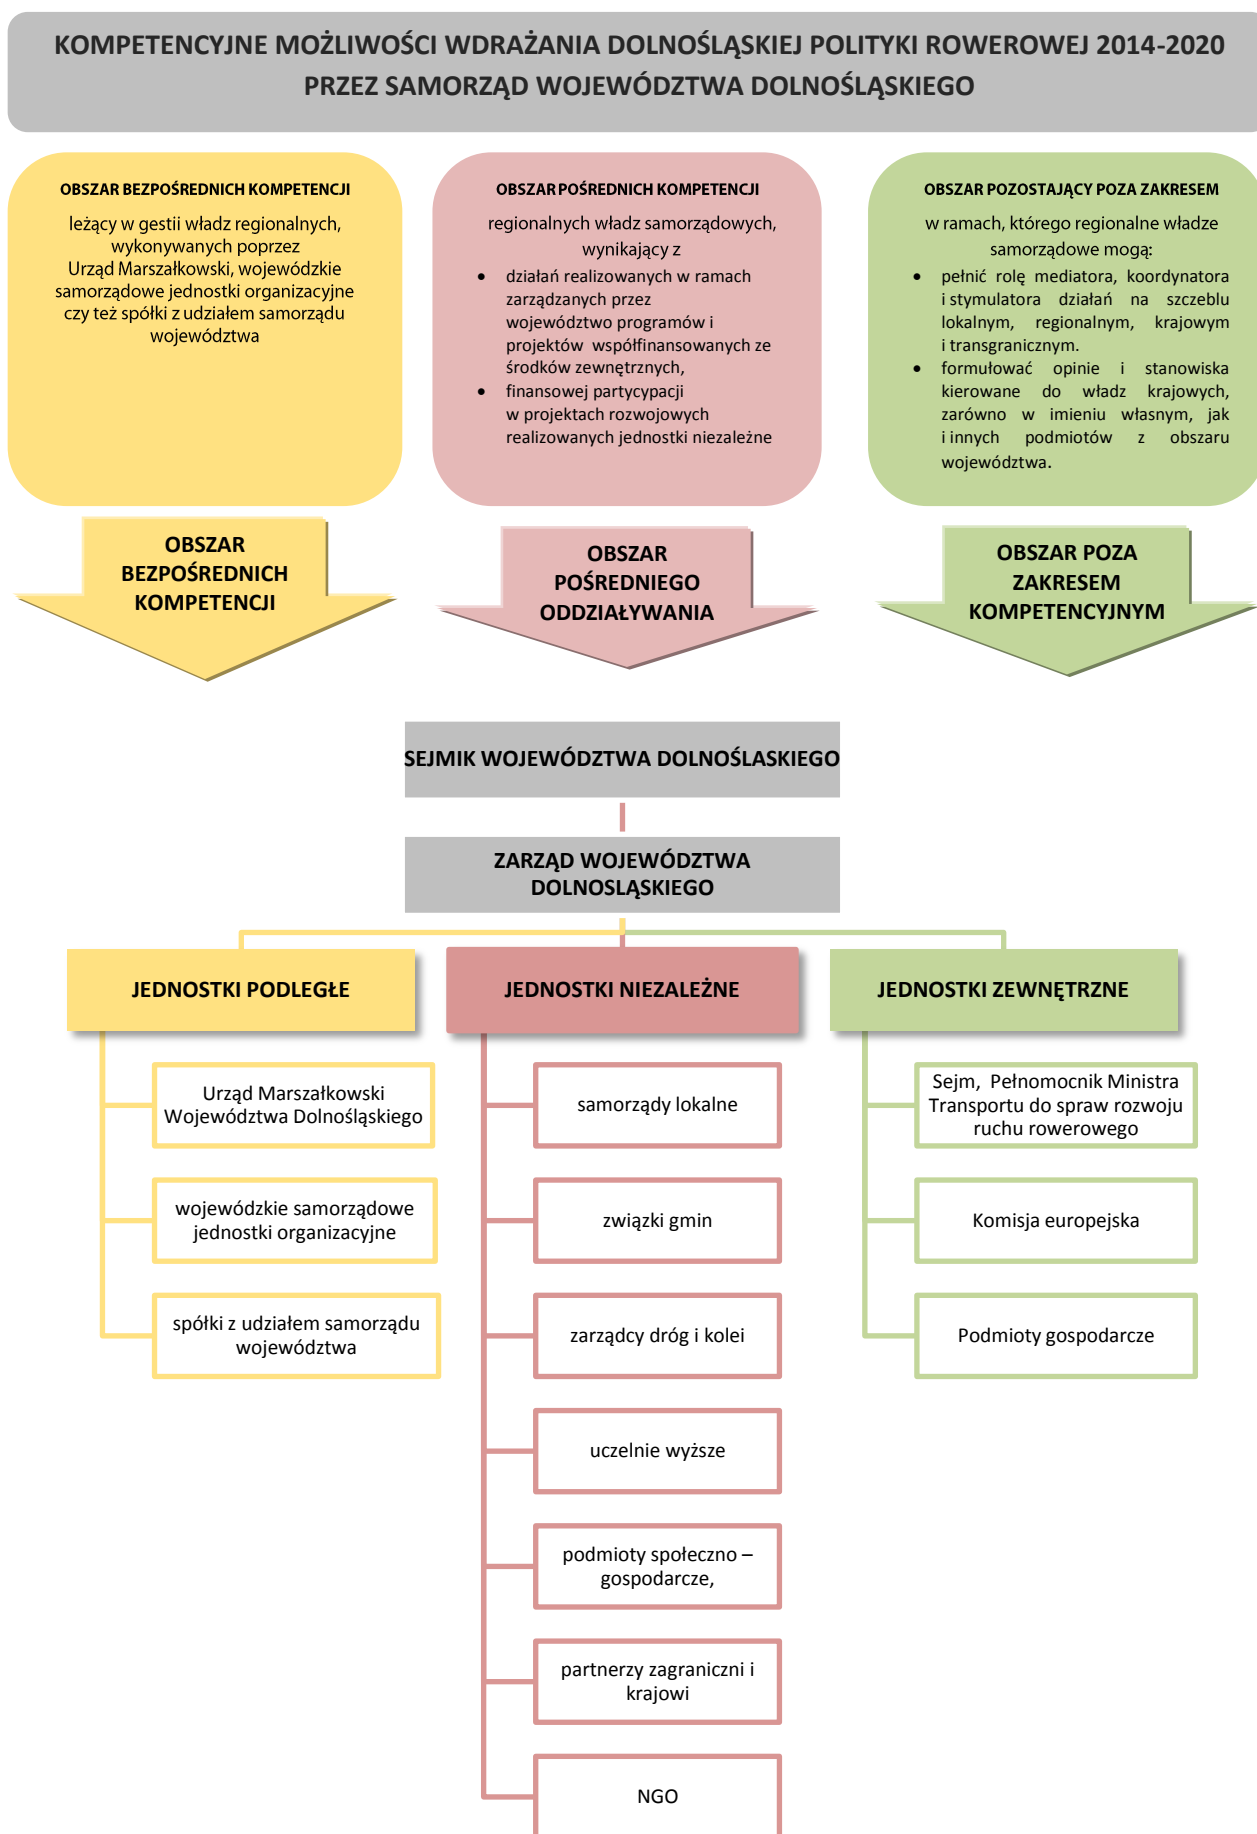 KOMPETENCYJNE MOŻLIWOŚCI WDRAŻANIA DOLNOŚLĄSKIEJ POLITYKI ROWEROWEJ 2014-2020
PRZEZ SAMORZĄD WOJEWÓDZTWA DOLNOŚLĄSKIEGO
OBSZAR BEZPOŚREDNICH KOMPETENCJI
leżący w gestii władz regionalnych,
wykonywanych poprzez
Urząd Marszałkowski, wojewódzkie
samorządowe jednostki organizacyjne
czy też spółki z udziałem samorządu
województwa
OBSZAR POŚREDNICH KOMPETENCJI
regionalnych władz samorządowych,
wynikający z
• działań realizowanych w ramach
zarządzanych przez
województwo programów i
projektów współfinansowanych ze
środków zewnętrznych,
• finansowej partycypacji
w projektach rozwojowych
realizowanych jednostki niezależne
OBSZAR POZOSTAJĄCY POZA ZAKRESEM
w ramach, którego regionalne władze
samorządowe mogą:
• pełnić rolę mediatora, koordynatora
i stymulatora działań na szczeblu
lokalnym, regionalnym, krajowym
i transgranicznym.
• formułować opinie i stanowiska
kierowane do władz krajowych,
zarówno w imieniu własnym, jak
i innych podmiotów z obszaru
województwa.
OBSZAR
BEZPOŚREDNICH
KOMPETENCJI
OBSZAR
POŚREDNIEGO
ODDZIAŁYWANIA
OBSZAR POZA
ZAKRESEM
KOMPETENCYJNYM
SEJMIK WOJEWÓDZTWA DOLNOŚLASKIEGO
ZARZĄD WOJEWÓDZTWA
DOLNOSLĄSKIEGO
JEDNOSTKI PODLEGŁE
Urząd Marszałkowski
Województwa Dolnośląskiego
wojewódzkie samorządowe
jednostki organizacyjne
spółki z udziałem samorządu
województwa
JEDNOSTKI NIEZALEŻNE
samorządy lokalne
związki gmin
zarządcy dróg i kolei
uczelnie wyższe
podmioty społeczno –
gospodarcze,
partnerzy zagraniczni i
krajowi
NGO
JEDNOSTKI ZEWNĘTRZNE
Sejm, Pełnomocnik Ministra
Transportu do spraw rozwoju
ruchu rowerowego
Komisja europejska
Podmioty gospodarcze